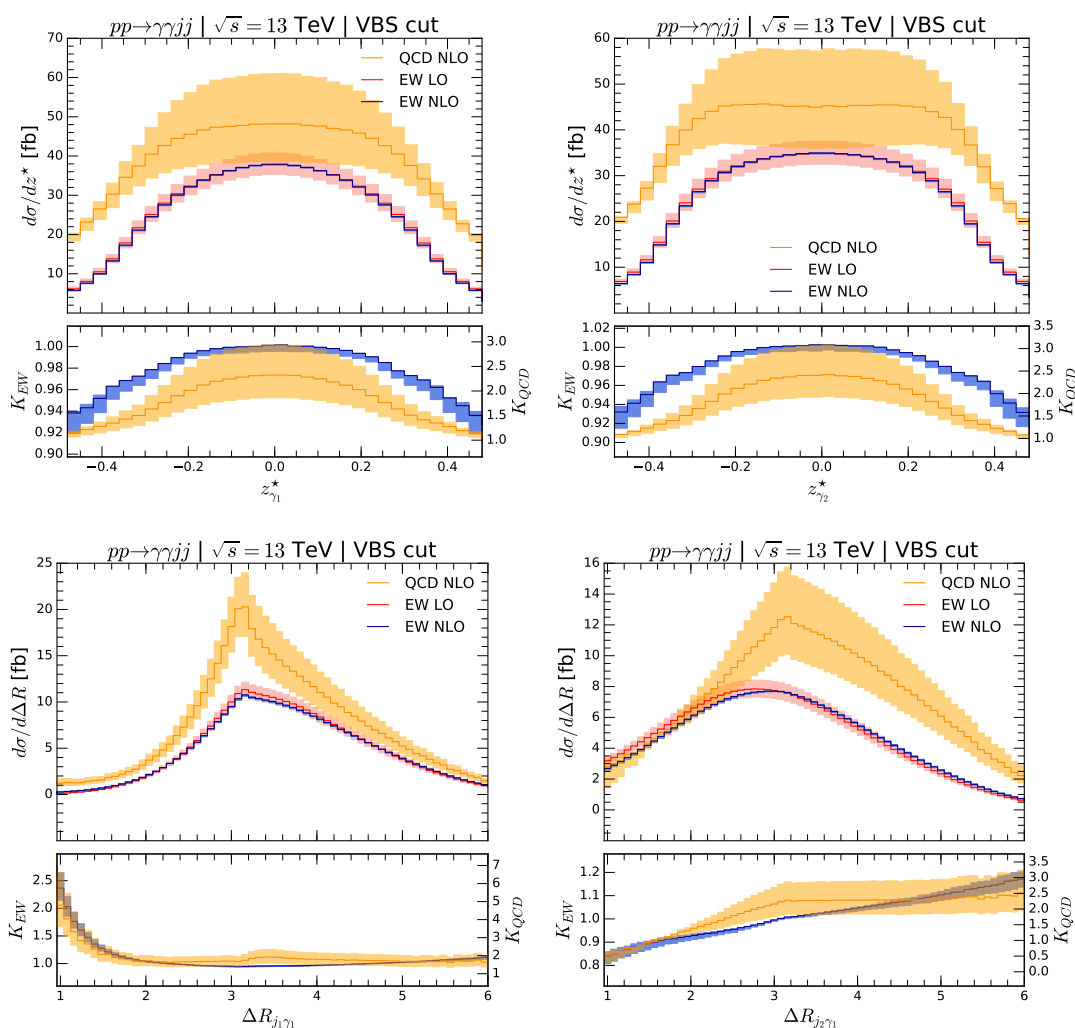 pp→γγjj | √s = 13 TeV | VBS cut
70
60
50
40
30
20
10
dσ/dz⋆ [fb]
QCD NLO
EW LO
EW NLO
1.00
0.98
0.96
0.94
0.92
K_EW
3.0
2.5
2.0
1.5
1.0
K_QCD
−0.4 −0.2 0.0 0.2 0.4
z⋆_γ1
pp→γγjj | √s = 13 TeV | VBS cut
60
50
40
30
20
10
dσ/dz⋆ [fb]
QCD NLO
EW LO
EW NLO
1.02
1.00
0.98
0.96
0.94
0.92
0.90
K_EW
3.5
3.0
2.5
2.0
1.5
1.0
K_QCD
−0.4 −0.2 0.0 0.2 0.4
z⋆_γ2
pp→γγjj | √s = 13 TeV | VBS cut
25
20
15
10
5
0
dσ/dΔR [fb]
QCD NLO
EW LO
EW NLO
2.5
2.0
1.5
1.0
K_EW
7
6
5
4
3
2
1
K_QCD
1 2 3 4 5 6
ΔR_j1γ1
pp→γγjj | √s = 13 TeV | VBS cut
16
14
12
10
8
6
4
2
0
dσ/dΔR [fb]
QCD NLO
EW LO
EW NLO
1.2
1.1
1.0
0.9
0.8
K_EW
3.5
3.0
2.5
2.0
1.5
1.0
0.5
0.0
K_QCD
1 2 3 4 5 6
ΔR_j2γ1